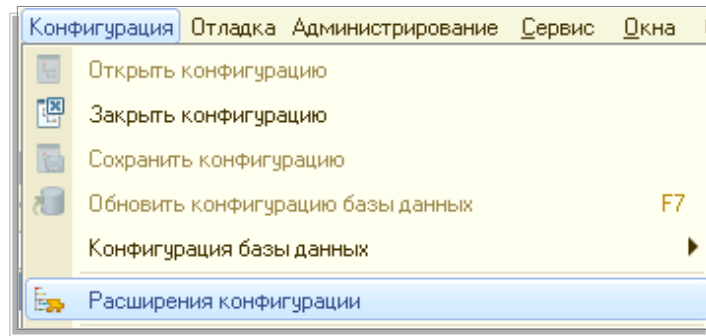 Конфигурация Отладка Администрирование Сервис Окна
Открыть конфигурацию
Закрыть конфигурацию
Сохранить конфигурацию
Обновить конфигурацию базы данных F7
Конфигурация базы данных
Расширения конфигурации